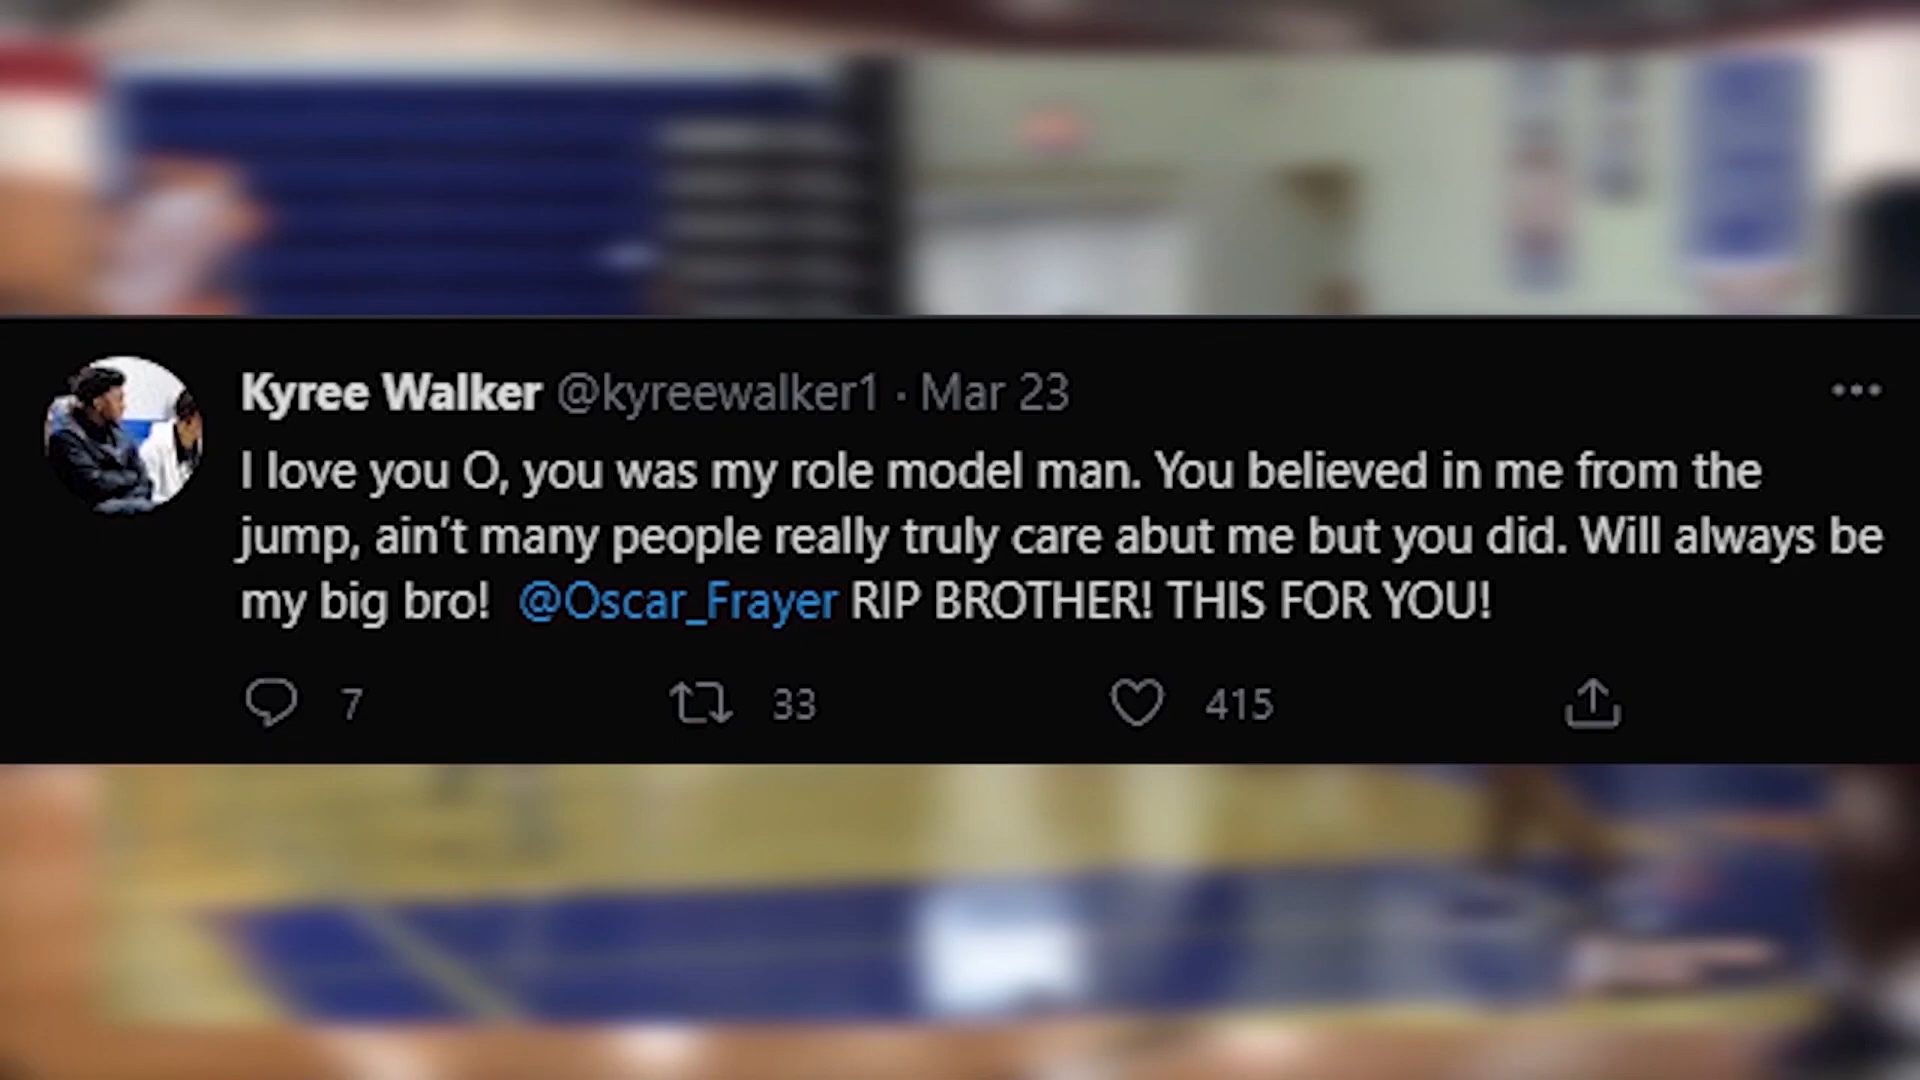 Kyree Walker @kyreewalker1 · Mar 23
I love you O, you was my role model man. You believed in me from the
jump, ain’t many people really truly care abut me but you did. Will always be
my big bro! @Oscar_Frayer RIP BROTHER! THIS FOR YOU!
7 33 415